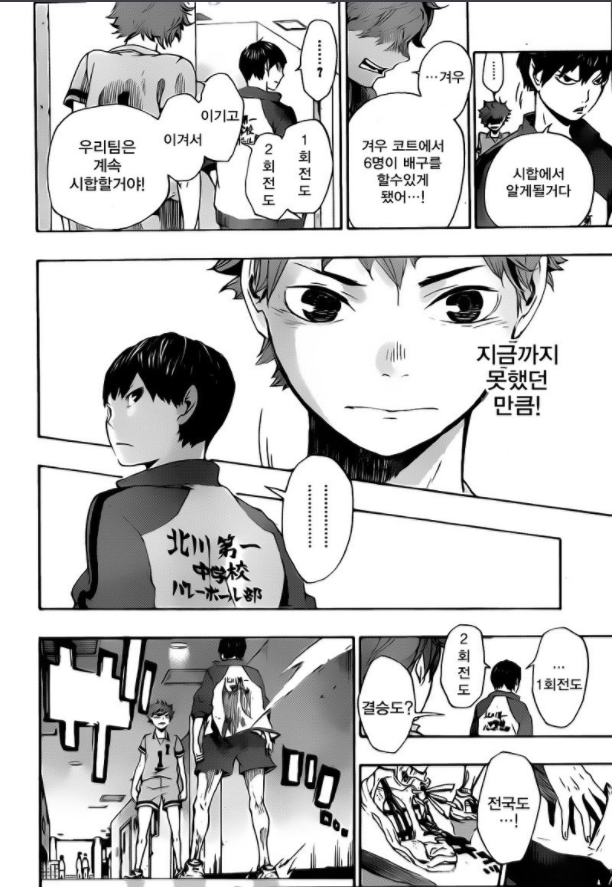 ……
시합에서
알게될거다
…겨우
겨우 코트에서
6명이 배구를
할수있게
됐어…!
……?
1회전도
2회전도
이기고
이겨서
우리팀은
계속
시합할거야!
지금까지
못했던
만큼!
…………
北川第一
中学校
バレーボール部
…
1회전도
2회전도
결승도?
전국도
…!
1